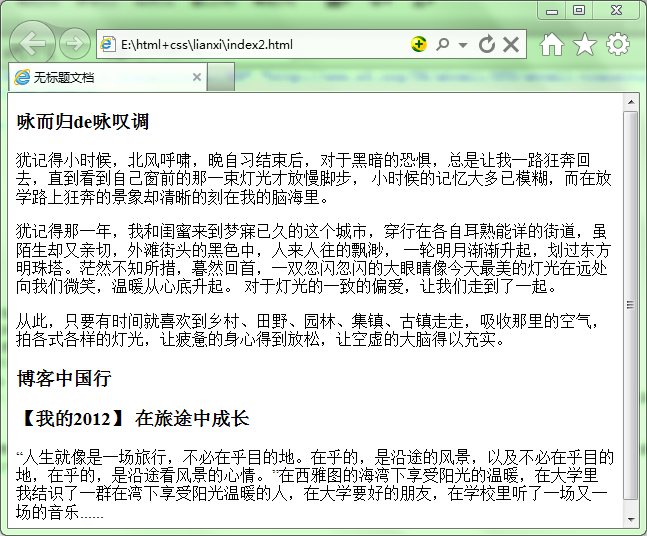 E:\html+css\lianxi\index2.html
无标题文档
咏而归de咏叹调
犹记得小时候，北风呼啸，晚自习结束后，对于黑暗的恐惧，总是让我一路狂奔回
去，直到看到自己窗前的那一束灯光才放慢脚步， 小时候的记忆大多已模糊，而在放
学路上狂奔的景象却清晰的刻在我的脑海里。
犹记得那一年，我和闺蜜来到梦寐已久的这个城市，穿行在各自耳熟能详的街道，虽
陌生却又亲切，外滩街头的黑色中，人来人往的飘渺， 一轮明月渐渐升起，划过东方
明珠塔。茫然不知所措，蓦然回首，一双忽闪忽闪的大眼睛像今天最美的灯光在远处
向我们微笑，温暖从心底升起。 对于灯光的一致的偏爱，让我们走到了一起。
从此，只要有时间就喜欢到乡村、田野、园林、集镇、古镇走走，吸收那里的空气，
拍各式各样的灯光，让疲惫的身心得到放松，让空虚的大脑得以充实。
博客中国行
【我的2012】 在旅途中成长
“人生就像是一场旅行，不必在乎目的地。在乎的，是沿途的风景，以及不必在乎目的
地，在乎的，是沿途看风景的心情。”在西雅图的海湾下享受阳光的温暖，在大学里
我结识了一群在湾下享受阳光温暖的人，在大学要好的朋友，在学校里听了一场又一
场的音乐......